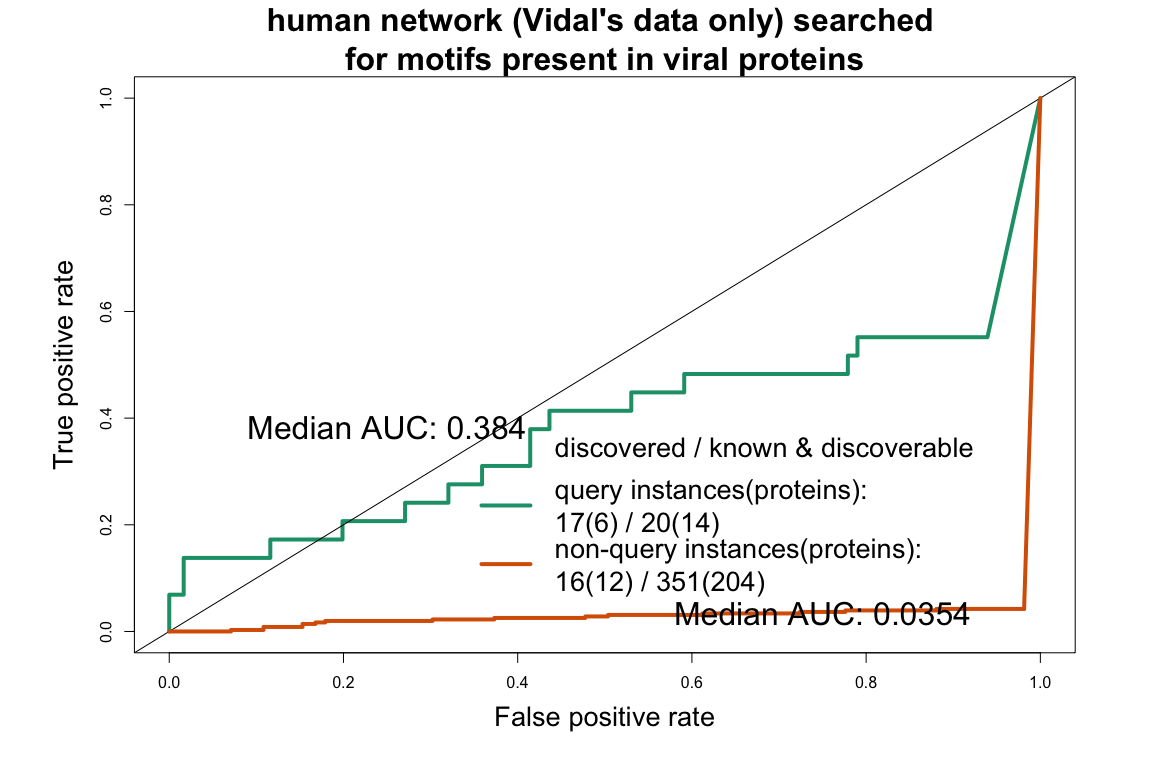 human network (Vidal's data only) searched
for motifs present in viral proteins
True positive rate
1.0
0.8
0.6
0.4
0.2
0.0
Median AUC: 0.384
discovered / known & discoverable
query instances(proteins):
17(6) / 20(14)
non-query instances(proteins):
16(12) / 351(204)
Median AUC: 0.0354
0.0 0.2 0.4 0.6 0.8 1.0
False positive rate